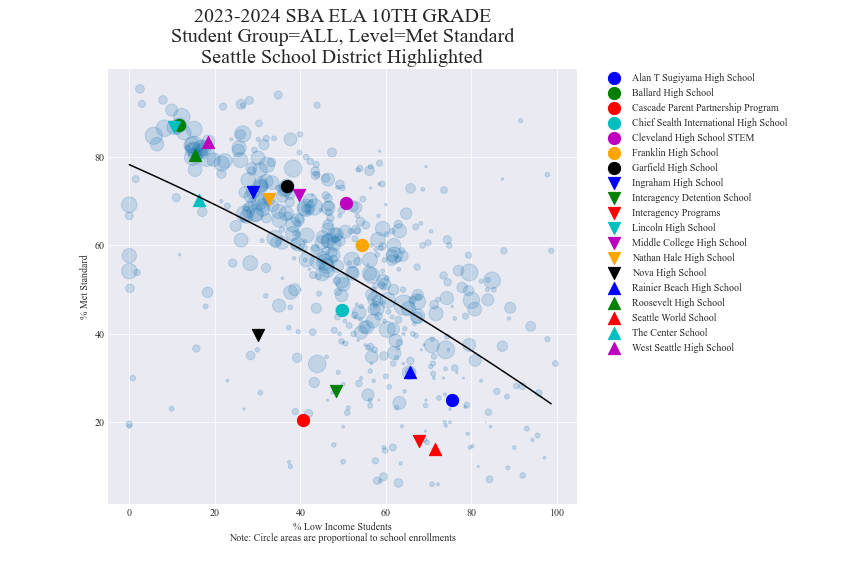 2023-2024 SBA ELA 10TH GRADE
Student Group=ALL, Level=Met Standard
Seattle School District Highlighted
% Met Standard
80
60
40
20
0
20
40
60
80
100
% Low Income Students
Note: Circle areas are proportional to school enrollments
Alan T Sugiyama High School
Ballard High School
Cascade Parent Partnership Program
Chief Sealth International High School
Cleveland High School STEM
Franklin High School
Garfield High School
Ingraham High School
Interagency Detention School
Interagency Programs
Lincoln High School
Middle College High School
Nathan Hale High School
Nova High School
Rainier Beach High School
Roosevelt High School
Seattle World School
The Center School
West Seattle High School